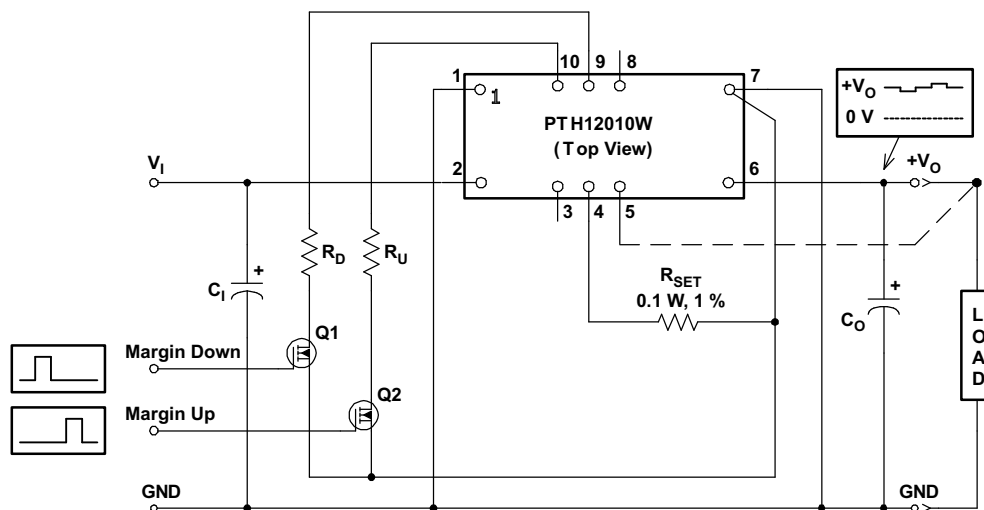 10
9
8
1
7
1
PTH12010W
(Top View)
2
6
3
4
5
+VO
0 V
VI
+VO
RD
RU
+
CI
RSET
0.1 W, 1 %
+
CO
LOAD
Q1
Margin Down
Q2
Margin Up
GND
GND